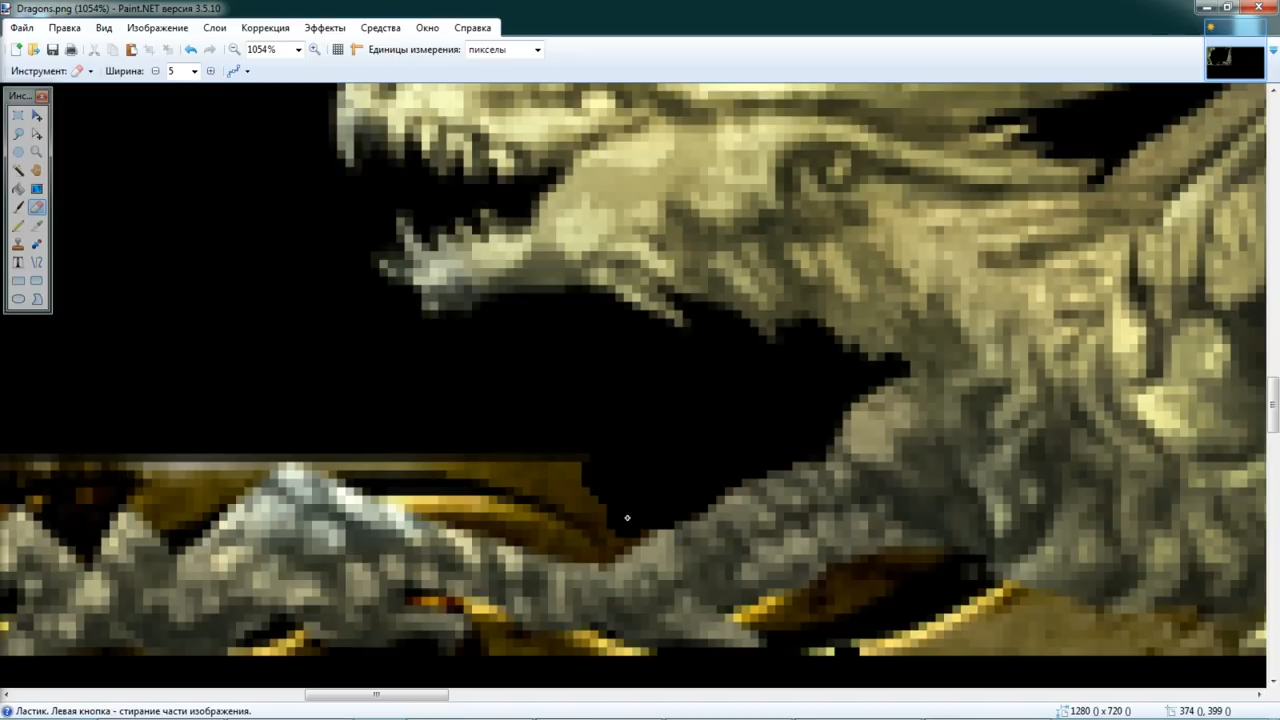 Dragons.png (1054%) - Paint.NET версия 3.5.10
Файл Правка Вид Изображение Слои Коррекция Эффекты Средства Окно Справка
1054% Единицы измерения: пикселы
Инструмент: Ширина: 5
Инс...
Ластик. Левая кнопка - стирание части изображения. 1280 () x 720 () 374 (), 399 ()